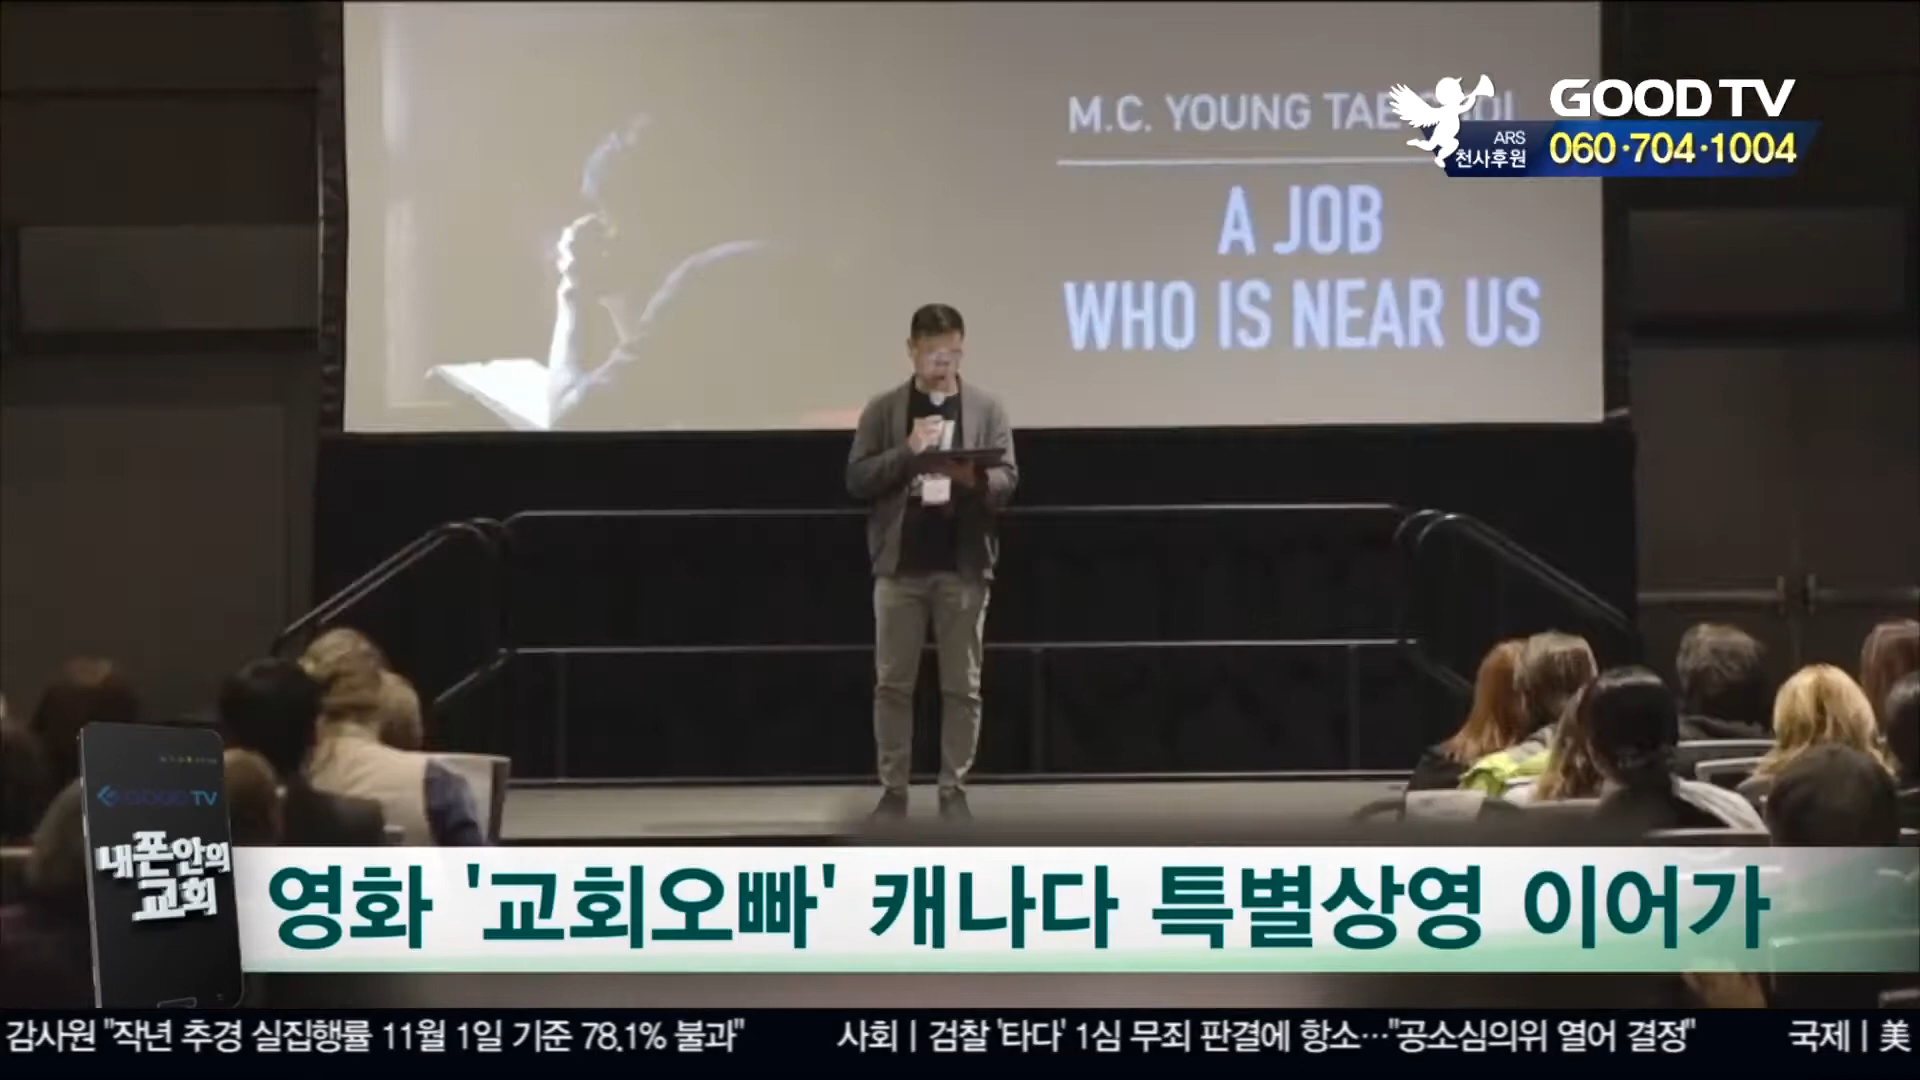 M.C. YOUNG TAE
A JOB
WHO IS NEAR US
GOOD TV
ARS
천사후원
060·704·1004
GOODTV
내폰안의
교회
영화 '교회오빠' 캐나다 특별상영 이어가
감사원 "작년 추경 실집행률 11월 1일 기준 78.1% 불과" 사회 | 검찰 '타다' 1심 무죄 판결에 항소…"공소심의위 열어 결정" 국제 | 美